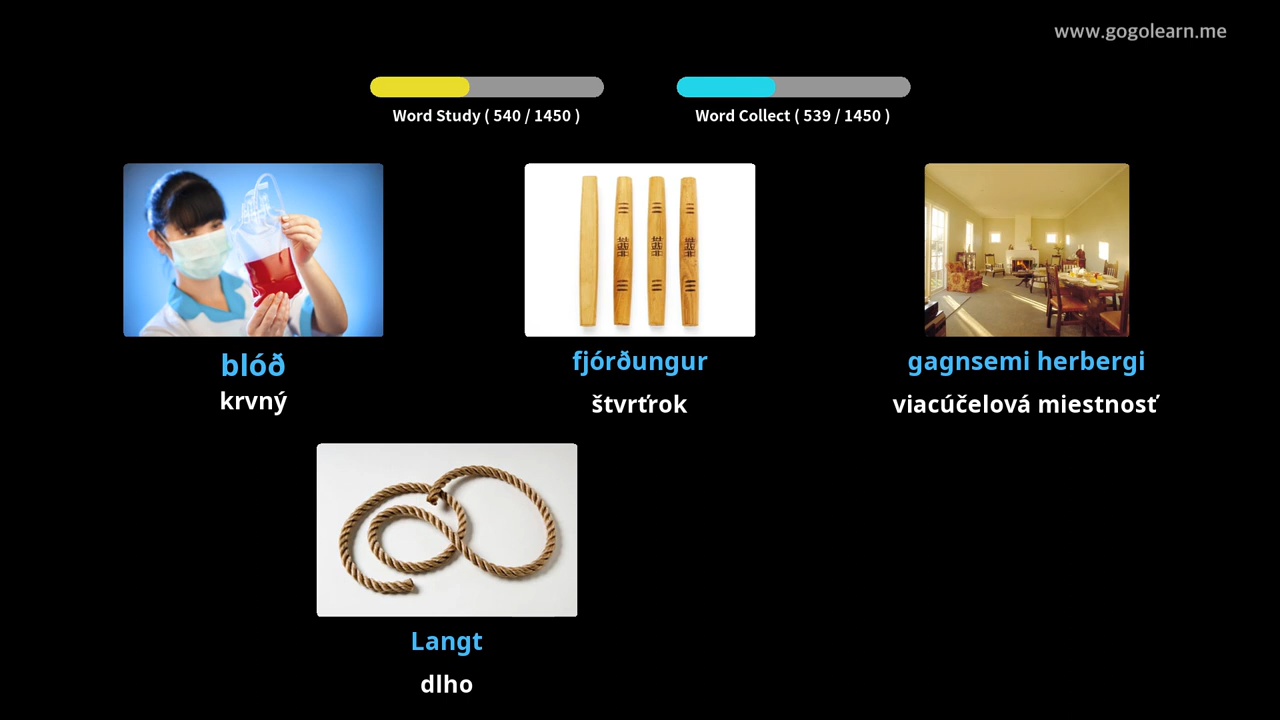 www.gogolearn.me
Word Study ( 540 / 1450 )
Word Collect ( 539 / 1450 )
blóð
krvný
fjórðungur
štvrťrok
gagnsemi herbergi
viacúčelová miestnosť
Langt
dlho